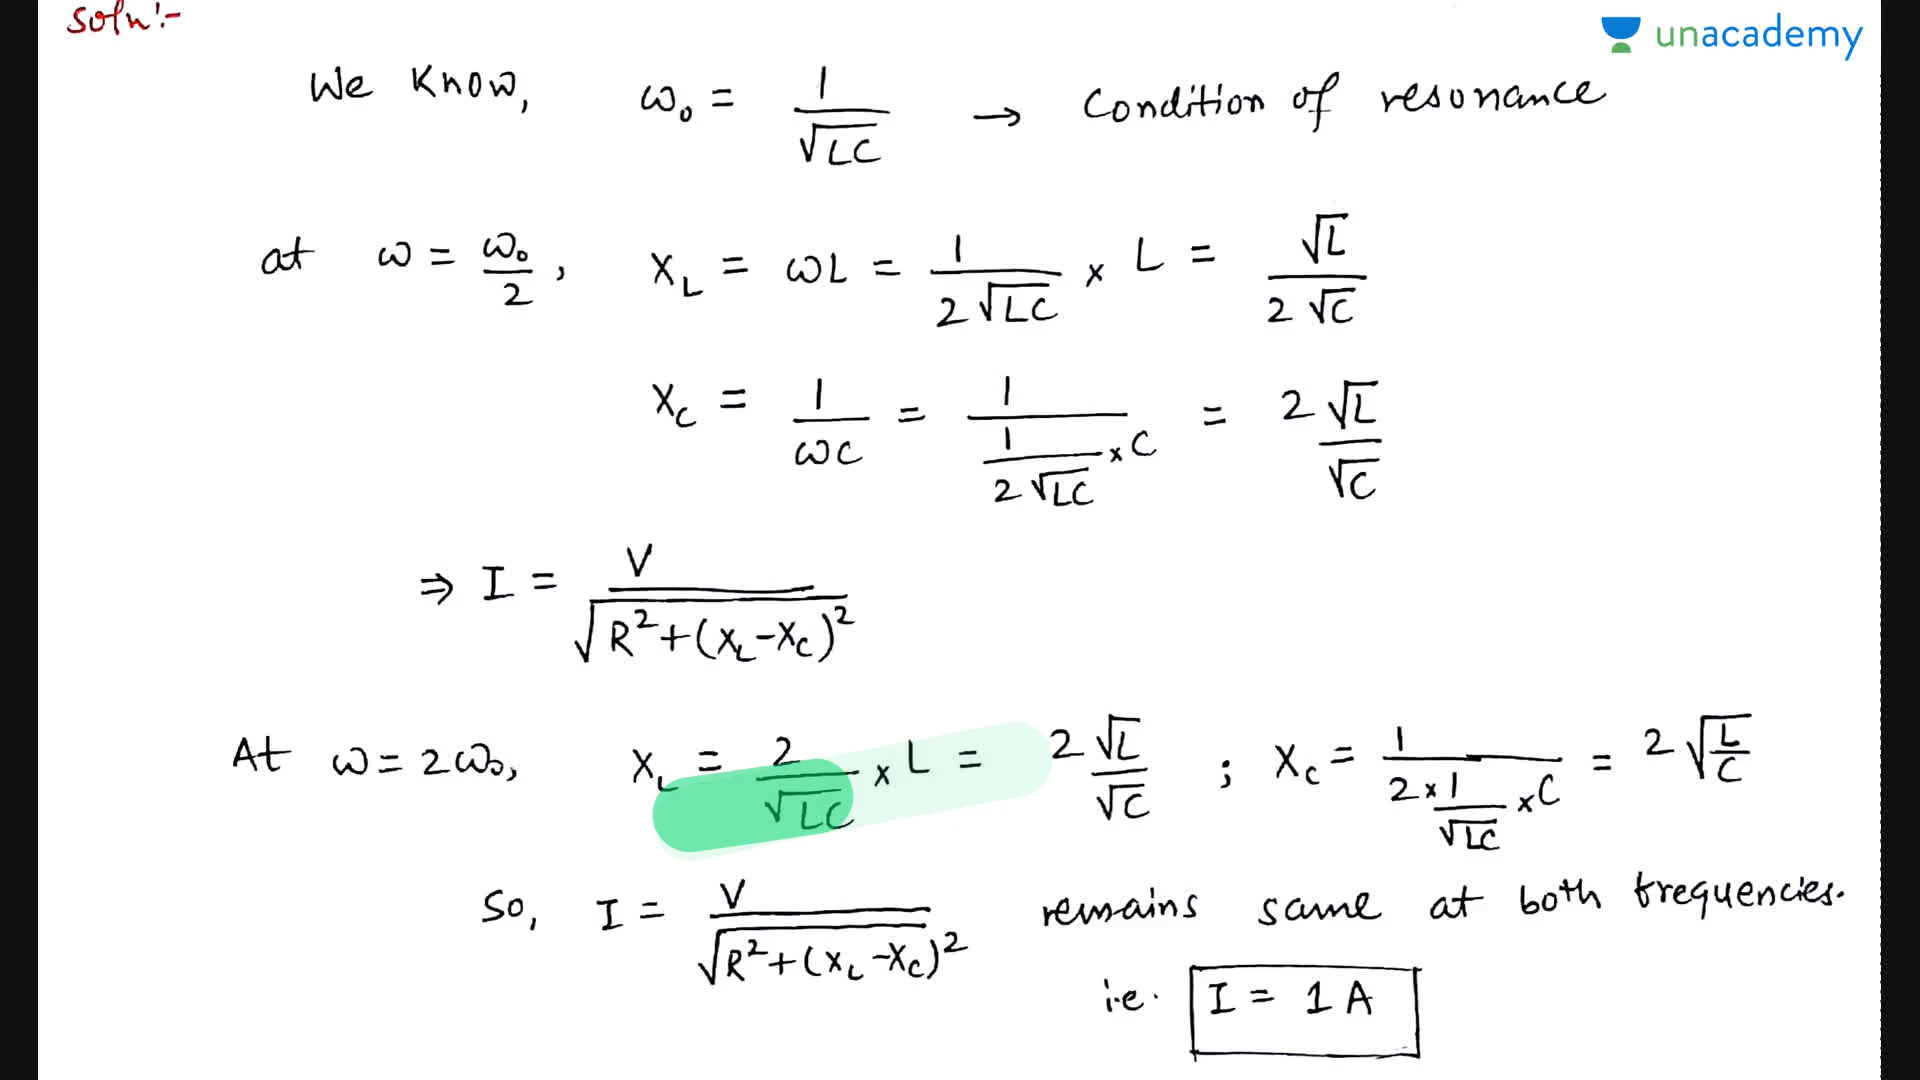 Soln:-
unacademy
We Know, ω₀ = 1/√LC → Condition of resonance
at ω = ω₀/2, X_L = ωL = 1/2√LC × L = √L/2√C
X_C = 1/ωC = 1/(1/2√LC × C) = 2√L/√C
⇒ I = V/√R²+(X_L-X_C)²
At ω = 2ω₀, X_L = 2/√LC × L = 2√L/√C ; X_C = 1/(2×1/√LC × C) = 2√L/C
So, I = V/√R²+(X_L-X_C)² remains same at both frequencies.
i.e. I = 1 A